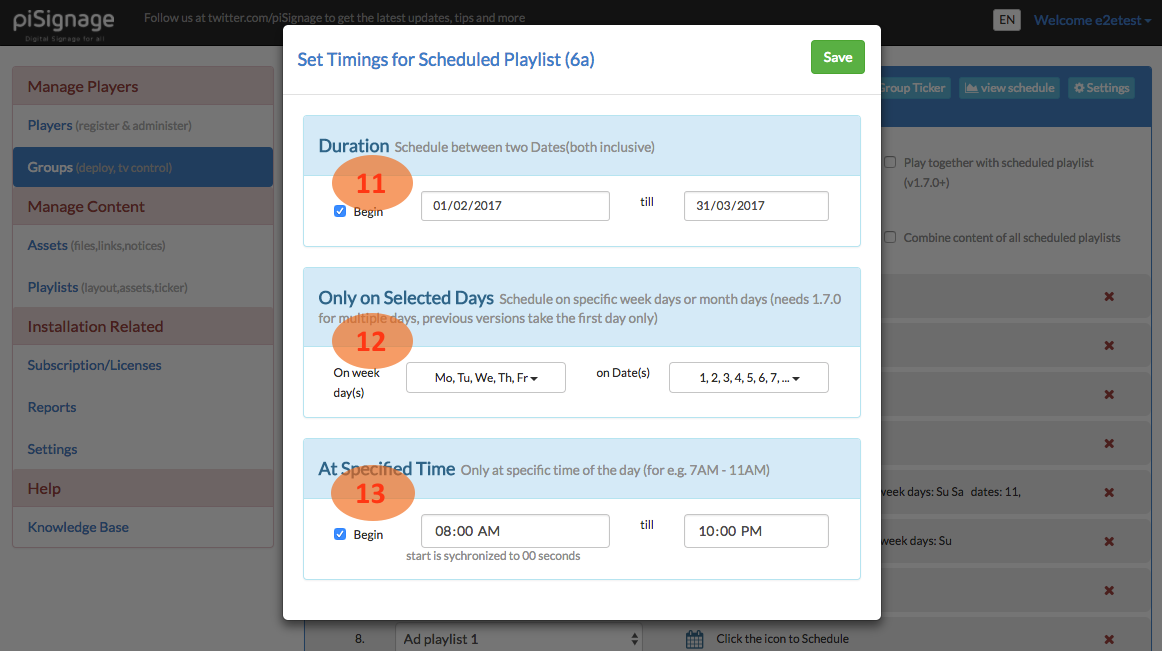 piSignage
Digital Signage for all
Follow us at twitter.com/piSignage to get the latest updates, tips and more
EN
Welcome e2etest
Set Timings for Scheduled Playlist (6a)
Save
Manage Players
Players (register & administer)
Groups (deploy, tv control)
Manage Content
Assets (files,links,notices)
Playlists (layout,assets,ticker)
Installation Related
Subscription/Licenses
Reports
Settings
Help
Knowledge Base
Group Ticker
view schedule
Settings
Play together with scheduled playlist
(v1.7.0+)
Combine content of all scheduled playlists
Duration Schedule between two Dates(both inclusive)
11
Begin
01/02/2017
till
31/03/2017
Only on Selected Days Schedule on specific week days or month days (needs 1.7.0
for multiple days, previous versions take the first day only)
12
On week
day(s)
Mo, Tu, We, Th, Fr
on Date(s)
1, 2, 3, 4, 5, 6, 7, ...
At Specified Time Only at specific time of the day (for e.g. 7AM - 11AM)
13
Begin
08:00 AM
till
10:00 PM
start is sychronized to 00 seconds
week days: Su Sa dates: 11,
week days: Su
8.
Ad playlist 1
Click the icon to Schedule